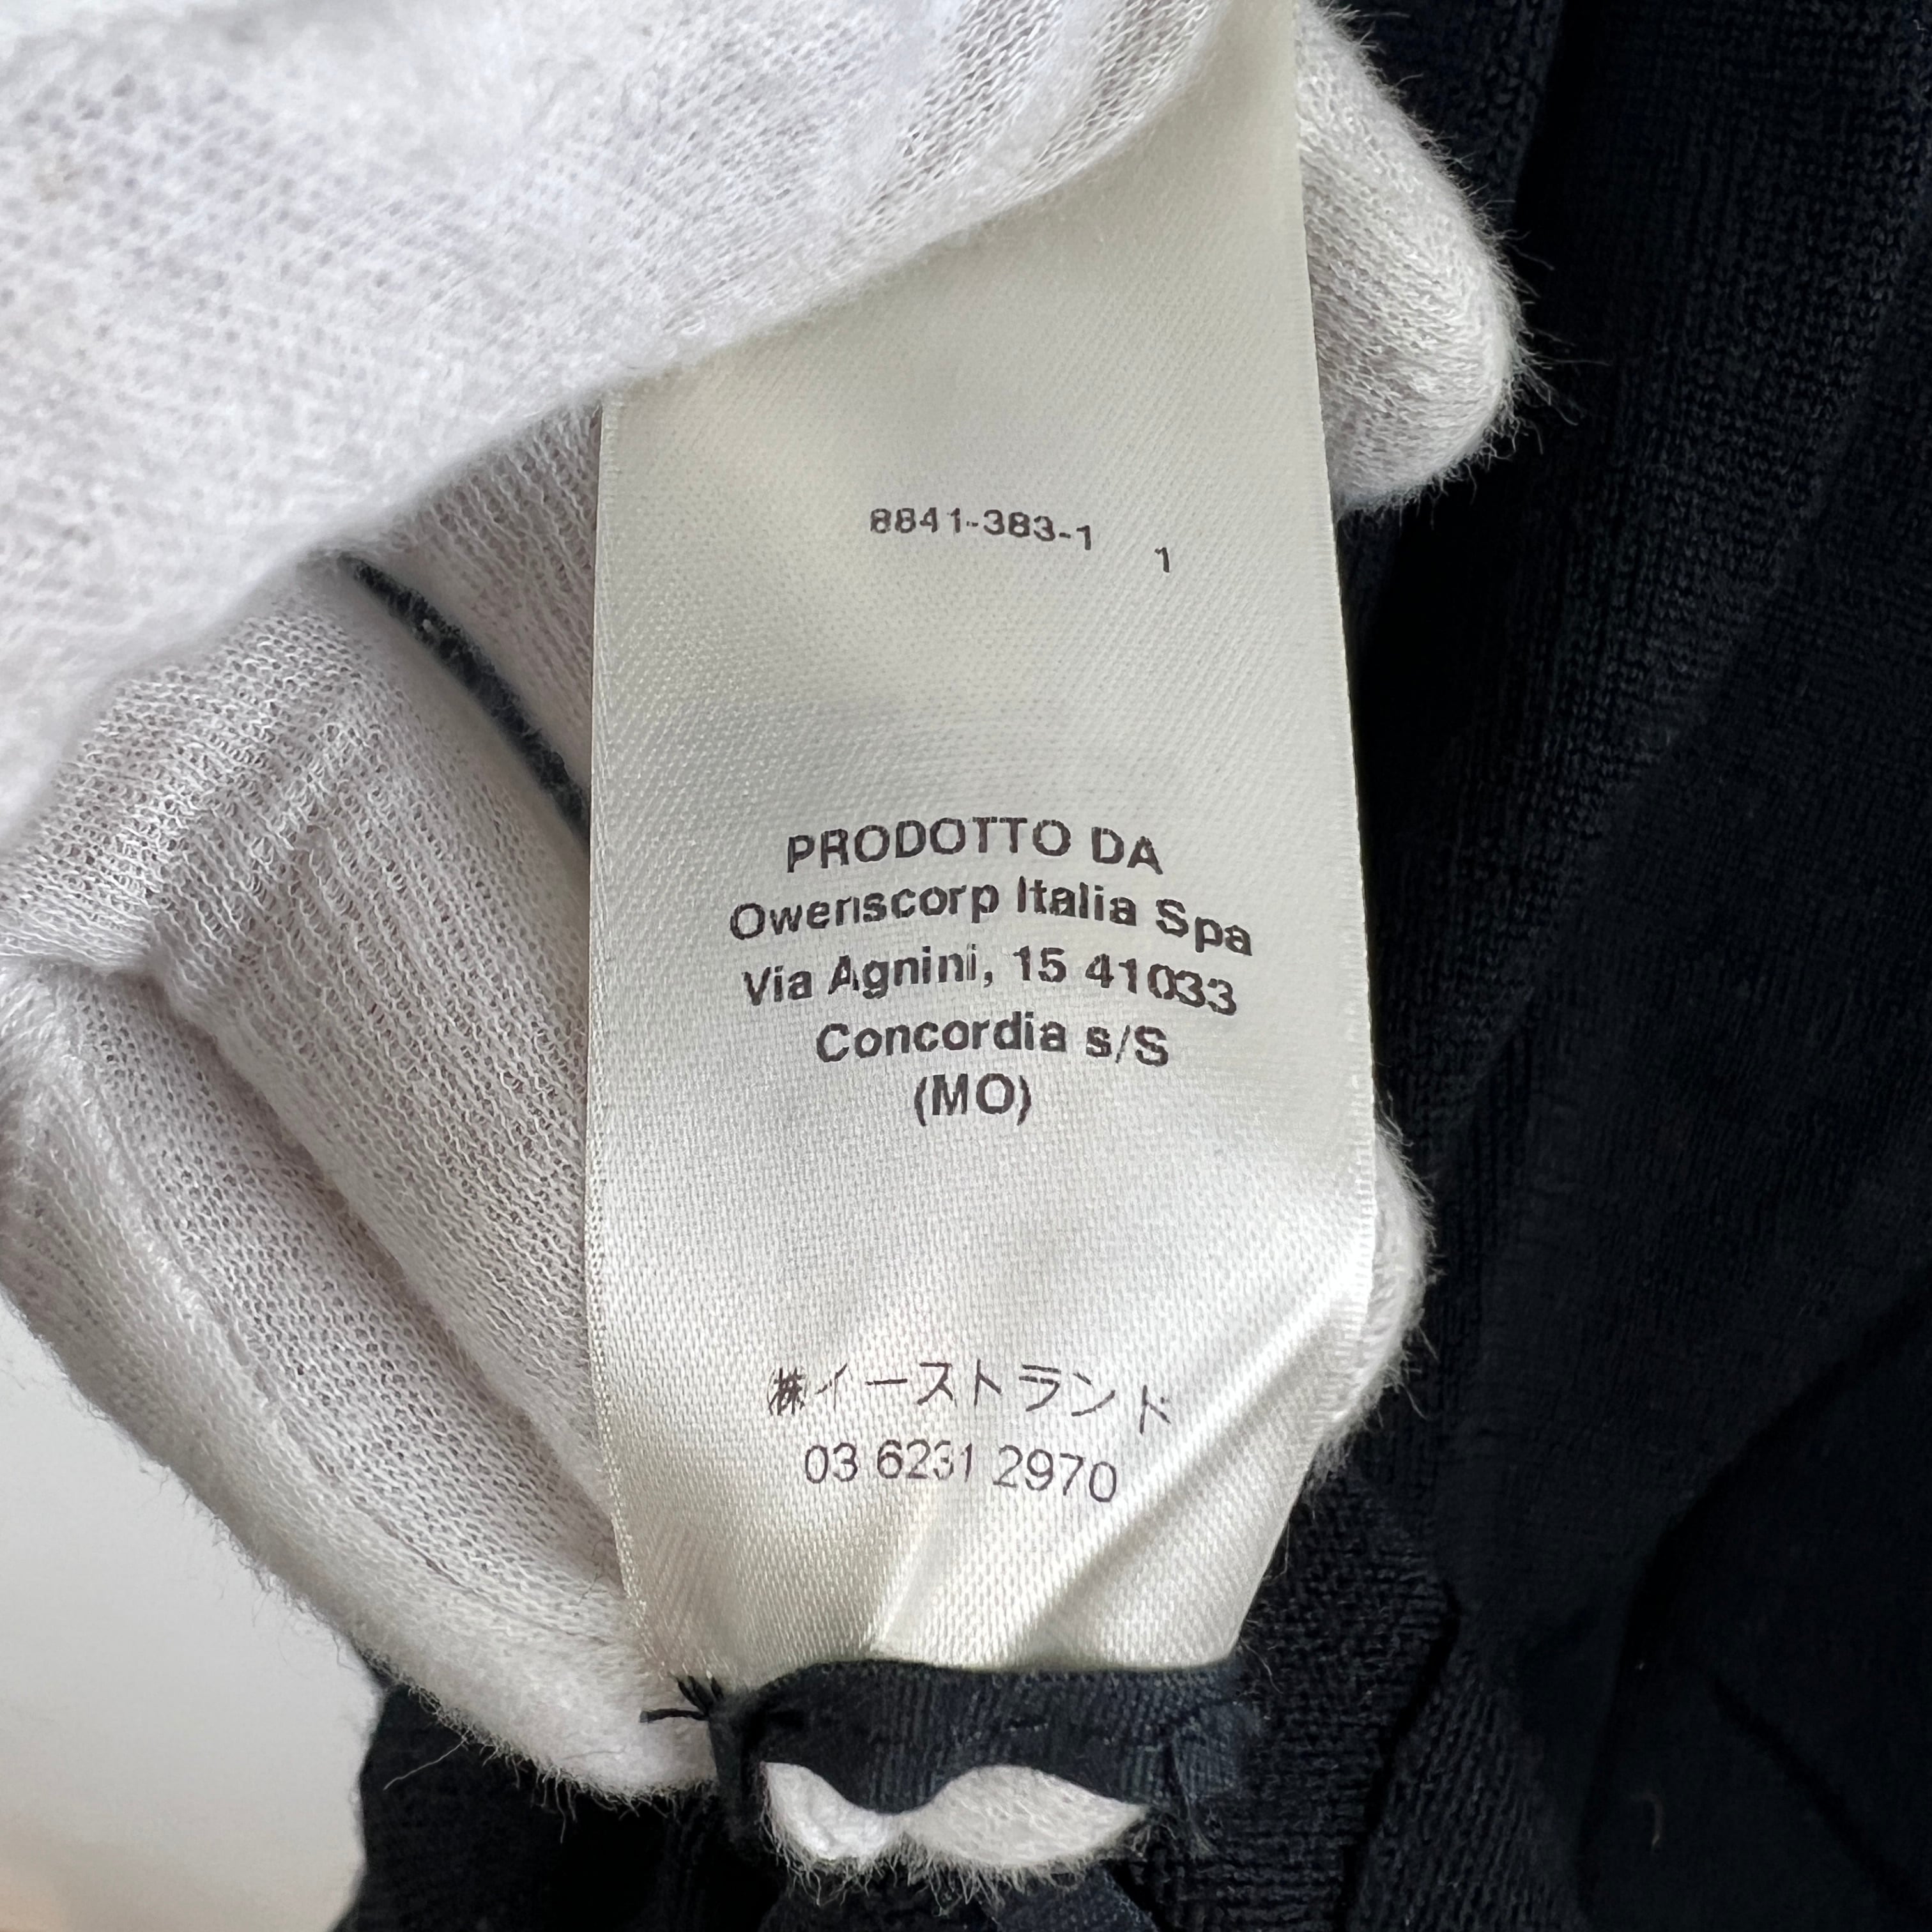 8841-383-1 1
PRODOTTO DA
Owenscorp Italia Spa
Via Agnini, 15 41033
Concordia s/S
(MO)
㈱イーストランド
03 6231 2970